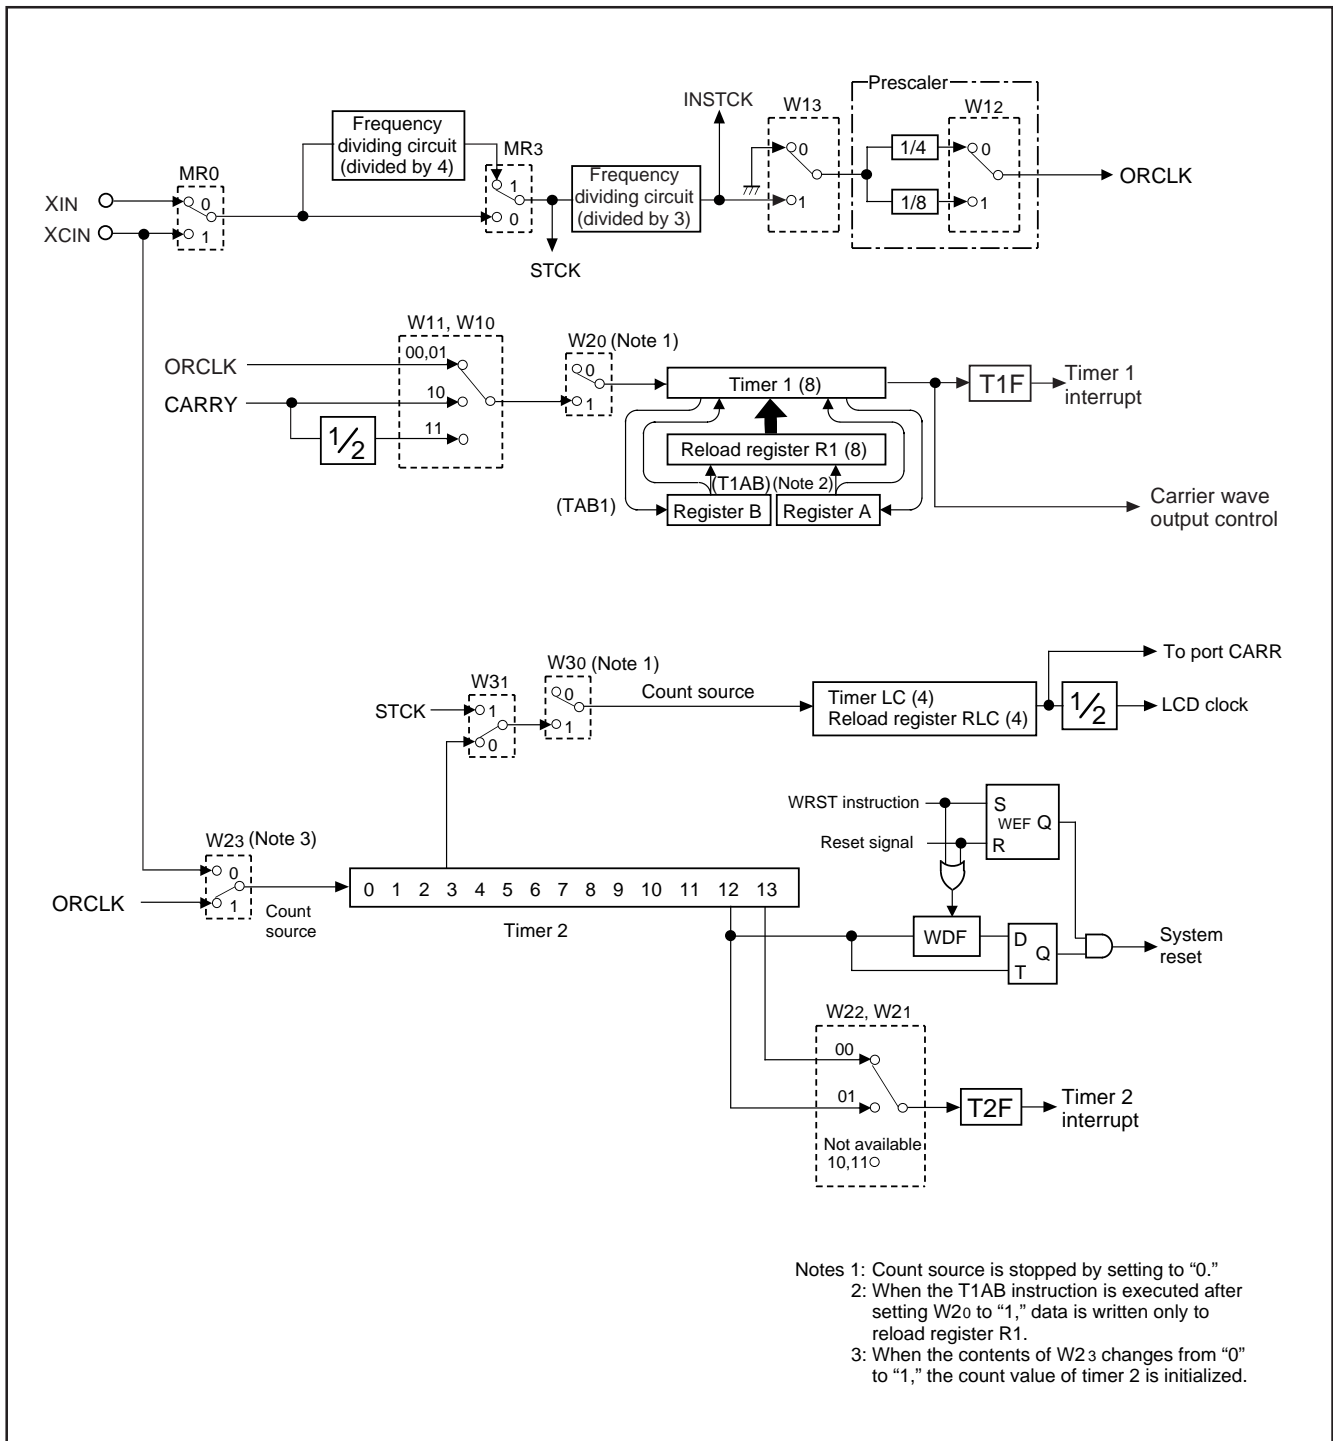 Prescaler
INSTCK
W13
W12
Frequency
dividing circuit
(divided by 4)
MR3
MR0
Frequency
dividing circuit
(divided by 3)
1
0
0
1
0
1
1/4
1/8
0
1
ORCLK
XIN
XCIN
STCK
W11, W10
W20 (Note 1)
ORCLK
00,01
0
1
Timer 1 (8)
T1F
Timer 1
interrupt
CARRY
10
11
1/2
Reload register R1 (8)
(T1AB) (Note 2)
(TAB1)
Register B
Register A
Carrier wave
output control
To port CARR
W30 (Note 1)
W31
Count source
STCK
1
0
0
1
Timer LC (4)
Reload register RLC (4)
1/2
LCD clock
WRST instruction
S
WEF
Q
R
Reset signal
W23 (Note 3)
0
1
ORCLK
Count
source
0 1 2 3 4 5 6 7 8 9 10 11 12 13
Timer 2
WDF
D
Q
T
System
reset
W22, W21
00
01
Not available
10,11
T2F
Timer 2
interrupt
Notes 1: Count source is stopped by setting to “0.”
2: When the T1AB instruction is executed after
setting W20 to “1,” data is written only to
reload register R1.
3: When the contents of W23 changes from “0”
to “1,” the count value of timer 2 is initialized.